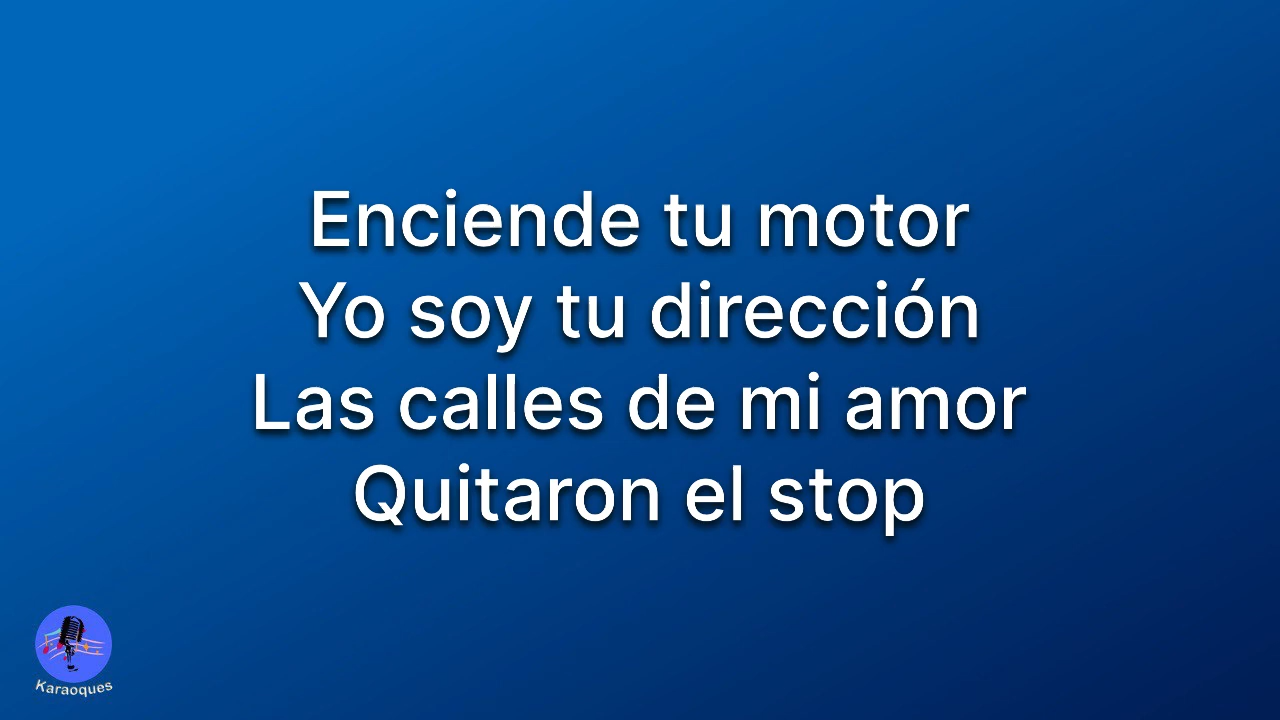 Enciende tu motor
Yo soy tu dirección
Las calles de mi amor
Quitaron el stop
Karaoques